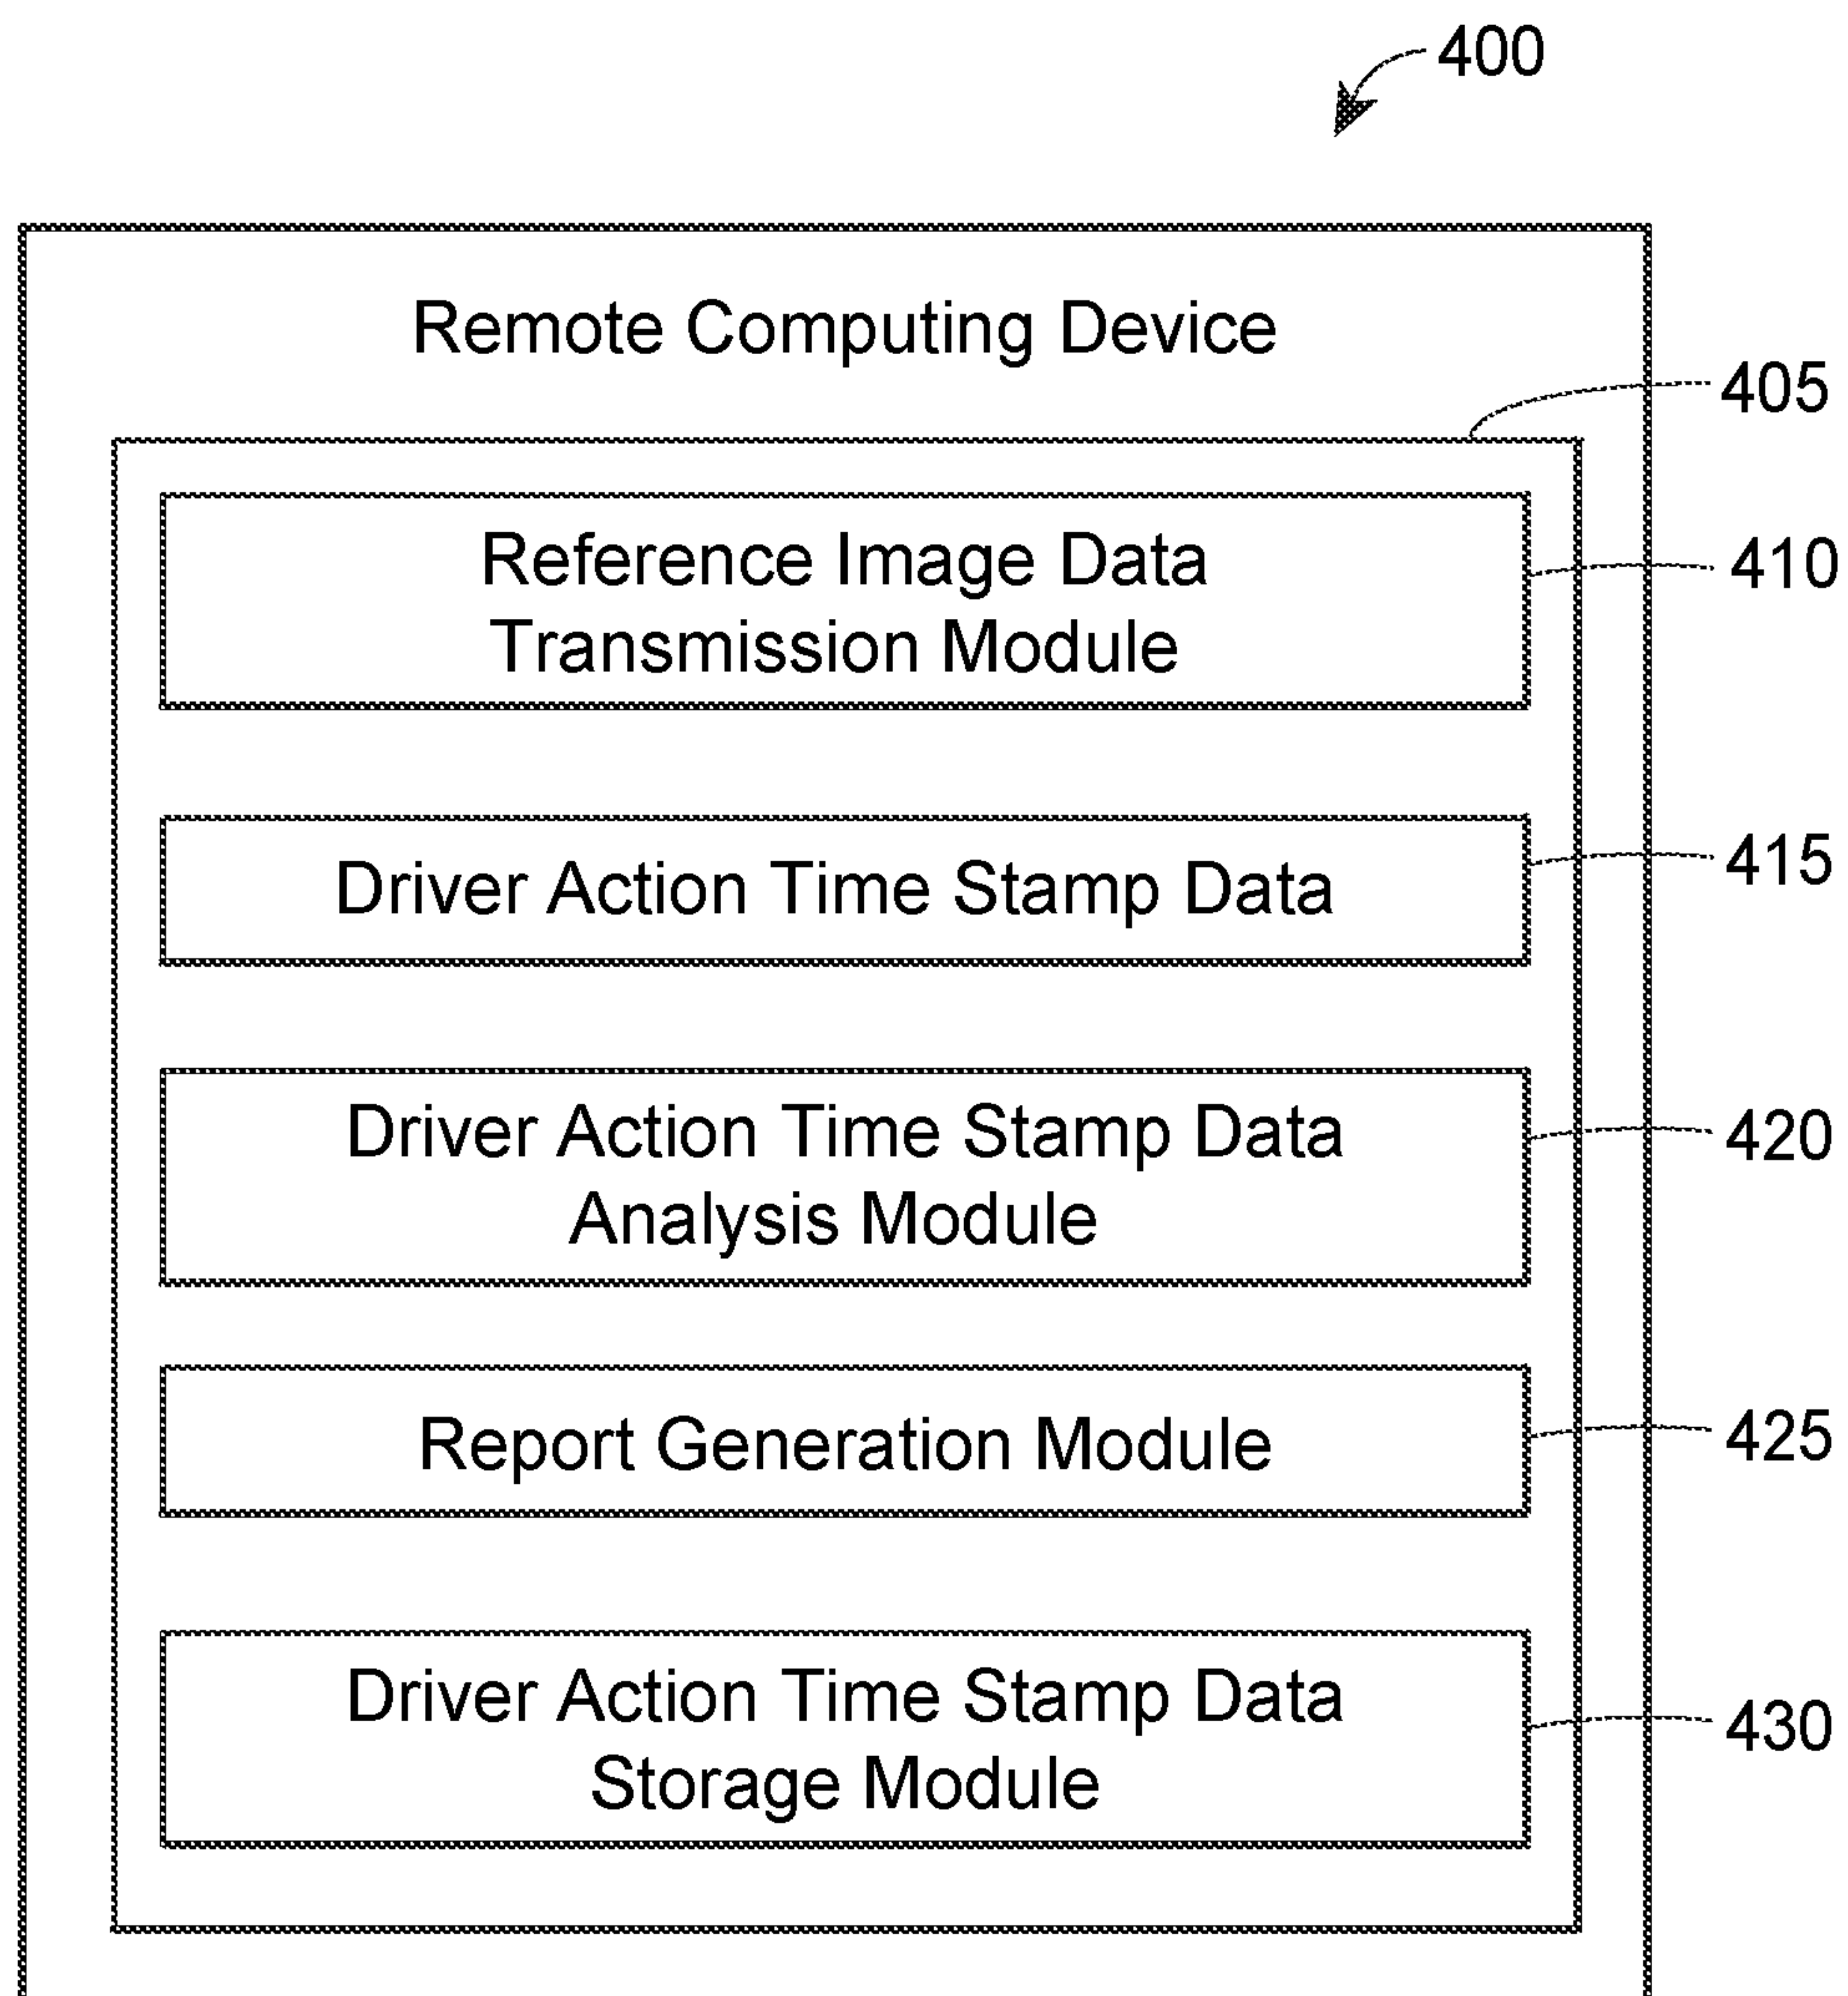 400
Remote Computing Device
405
Reference Image Data
Transmission Module
410
Driver Action Time Stamp Data
415
Driver Action Time Stamp Data
Analysis Module
420
Report Generation Module
425
Driver Action Time Stamp Data
Storage Module
430